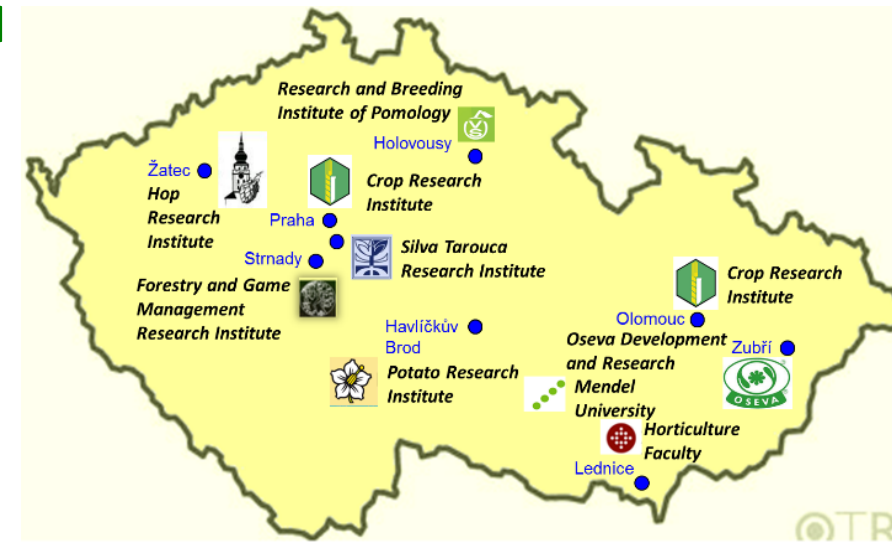 Research and Breeding
Institute of Pomology
Holovousy
Žatec
Hop
Research
Institute
Crop Research
Institute
Praha
Silva Tarouca
Research Institute
Strnady
Forestry and Game
Management
Research Institute
Havlíčkův
Brod
Potato Research
Institute
Crop Research
Institute
Olomouc
Oseva Development
and Research
Zubří
OSEVA
Mendel
University
Horticulture
Faculty
Lednice
TR